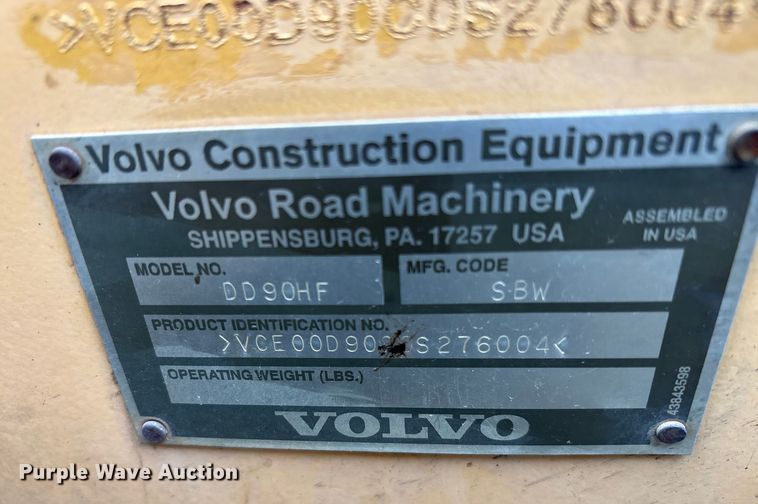 >VCE00D90C0S276004
Volvo Construction Equipment
Volvo Road Machinery
SHIPPENSBURG, PA. 17257 USA
ASSEMBLED
IN USA
MODEL NO.
DD90HF
MFG. CODE
SBW
PRODUCT IDENTIFICATION NO.
OPERATING WEIGHT (LBS.)
VOLVO
43843598
Purple Wave Auction